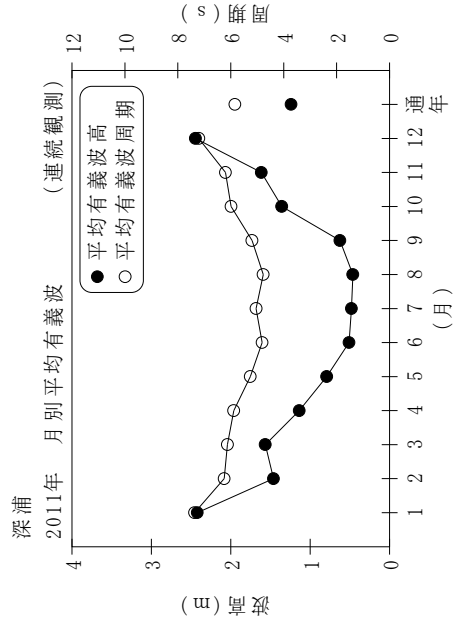 深浦
2011年 月別平均有義波 (連続観測)
平均有義波高
平均有義波周期
波高(m)
4
3
2
1
0
周期(s)
12
10
8
6
4
2
0
1 2 3 4 5 6 7 8 9 10 11 12 通年
(月)